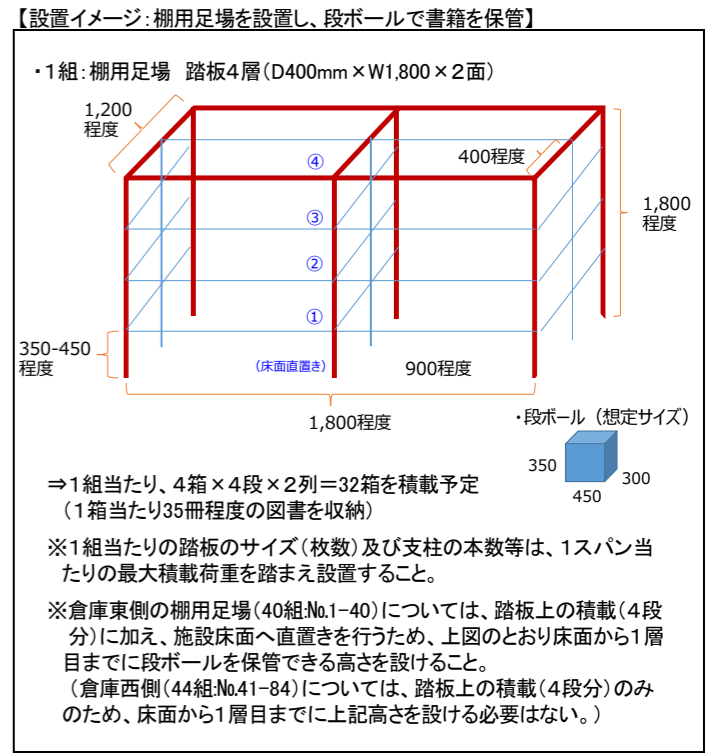 【設置イメージ：棚用足場を設置し、段ボールで書籍を保管】
・１組：棚用足場　踏板４層（D400mm×W1,800×２面）
1,200
程度
④
400程度
③
1,800
程度
②
①
350-450
程度
（床面直置き）
900程度
1,800程度
・段ボール（想定サイズ）
350
300
450
⇒１組当たり、４箱×４段×２列＝32箱を積載予定
（１箱当たり35冊程度の図書を収納）
※１組当たりの踏板のサイズ（枚数）及び支柱の本数等は、１スパン当
たりの最大積載荷重を踏まえ設置すること。
※倉庫東側の棚用足場（40組:№1-40）については、踏板上の積載（４段
分）に加え、施設床面へ直置きを行うため、上図のとおり床面から１層
目までに段ボールを保管できる高さを設けること。
（倉庫西側（44組:№41-84）については、踏板上の積載（４段分）のみ
のため、床面から１層目までに上記高さを設ける必要はない。）